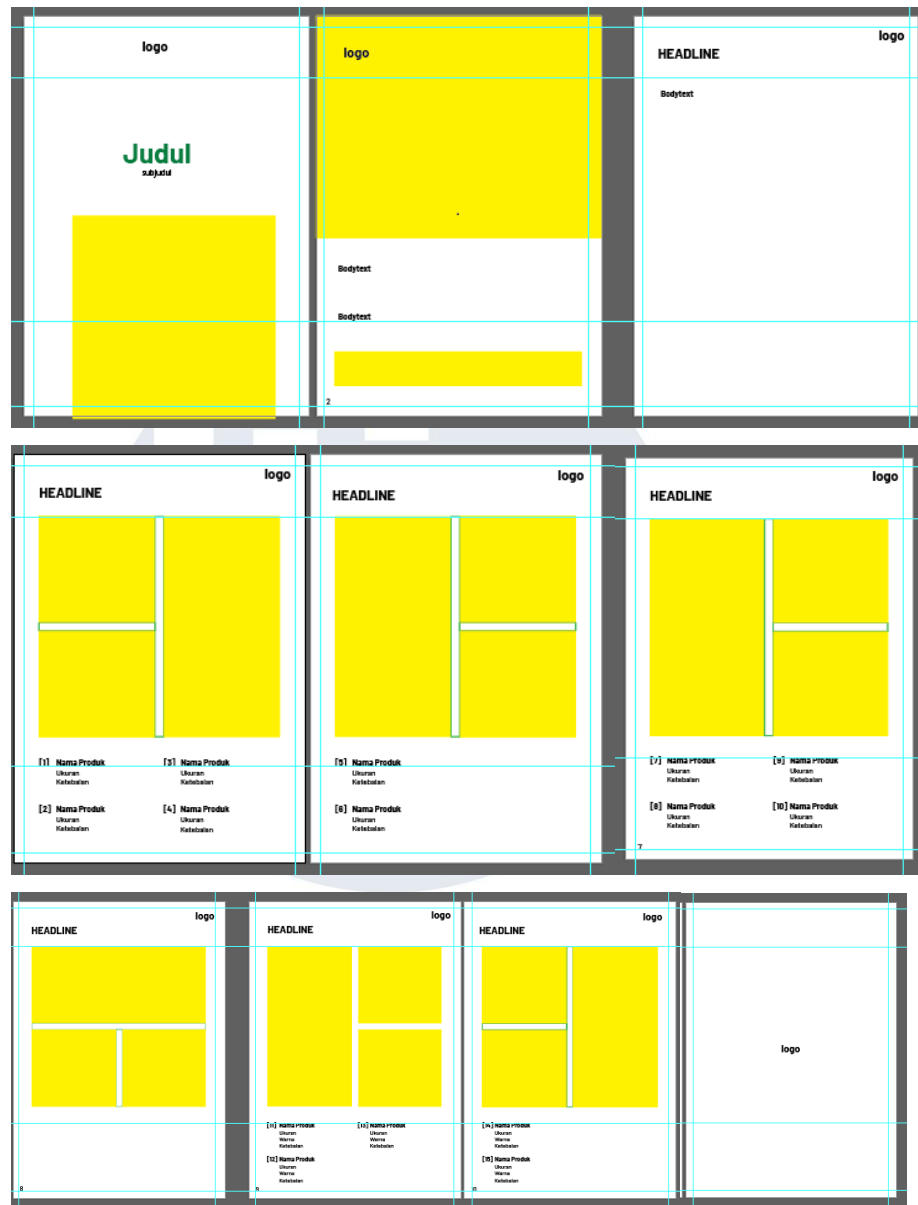 logo
Judul
subjudul
logo
Bodytext
Bodytext
2
logo
HEADLINE
Bodytext
logo
HEADLINE
[1] Nama Produk
Ukuran
Ketebalan
[3] Nama Produk
Ukuran
Ketebalan
[2] Nama Produk
Ukuran
Ketebalan
[4] Nama Produk
Ukuran
Ketebalan
logo
HEADLINE
[5] Nama Produk
Ukuran
Ketebalan
[6] Nama Produk
Ukuran
Ketebalan
logo
HEADLINE
[7] Nama Produk
Ukuran
Ketebalan
[9] Nama Produk
Ukuran
Ketebalan
[8] Nama Produk
Ukuran
Ketebalan
[10] Nama Produk
Ukuran
Ketebalan
7
logo
HEADLINE
8
logo
HEADLINE
[11] Nama Produk
Ukuran
Warna
Ketebalan
[13] Nama Produk
Ukuran
Warna
Ketebalan
[12] Nama Produk
Ukuran
Warna
Ketebalan
logo
HEADLINE
[14] Nama Produk
Ukuran
Warna
Ketebalan
[15] Nama Produk
Ukuran
Warna
Ketebalan
logo